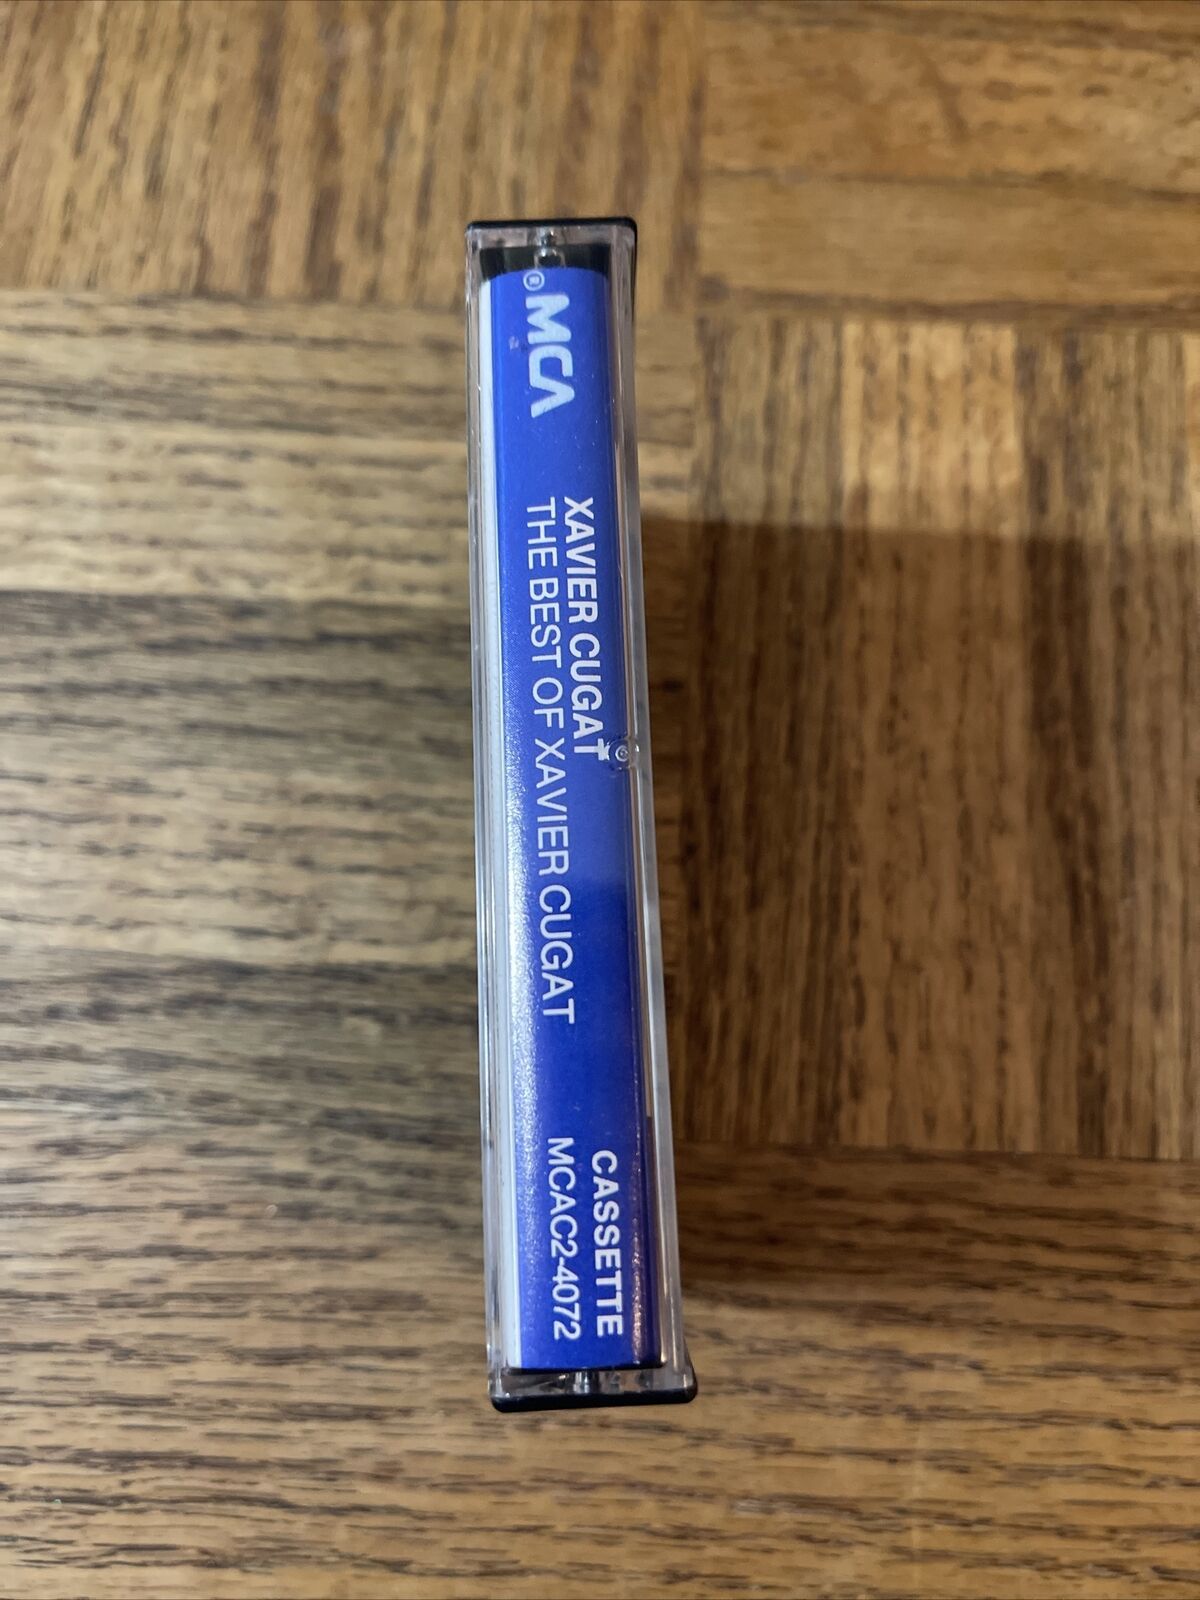 MCA®
XAVIER CUGAT
THE BEST OF XAVIER CUGAT
CASSETTE
MCAC2-4072